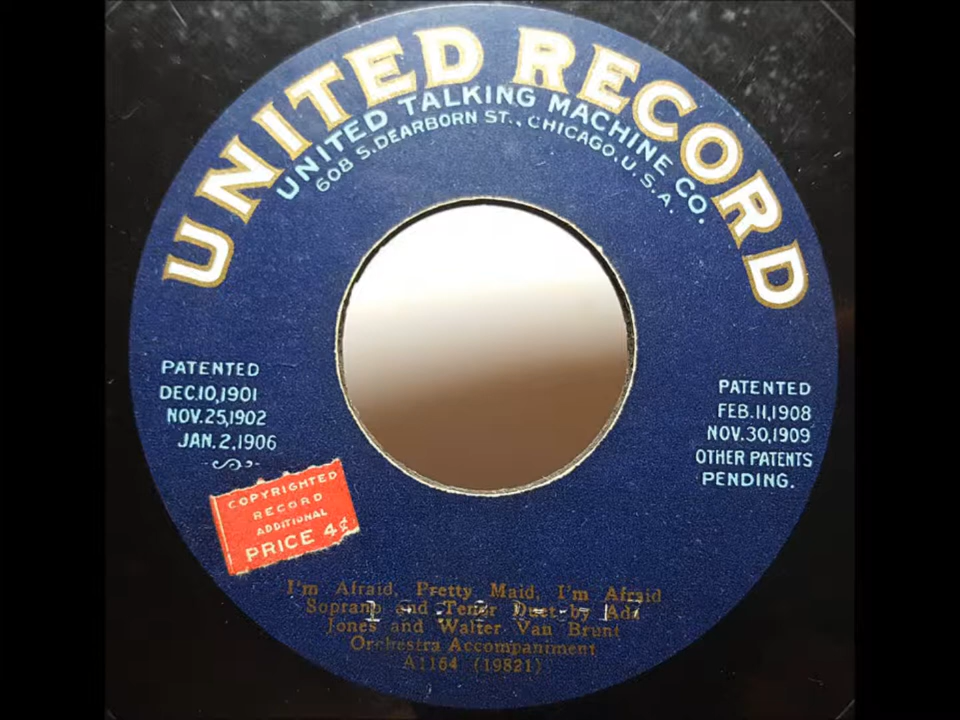 UNITED RECORD
UNITED TALKING MACHINE CO.
608 S. DEARBORN ST., CHICAGO, U.S.A.
PATENTED
DEC.10,1901
NOV.25,1902
JAN.2,1906
PATENTED
FEB.11,1908
NOV.30,1909
OTHER PATENTS
PENDING.
COPYRIGHTED
RECORD
ADDITIONAL
PRICE 4¢
I'm Afraid, Pretty Maid, I'm Afraid
Soprano and Tenor Duet by Ada
Jones and Walter Van Brunt
Orchestra Accompaniment
A1164 (19821)